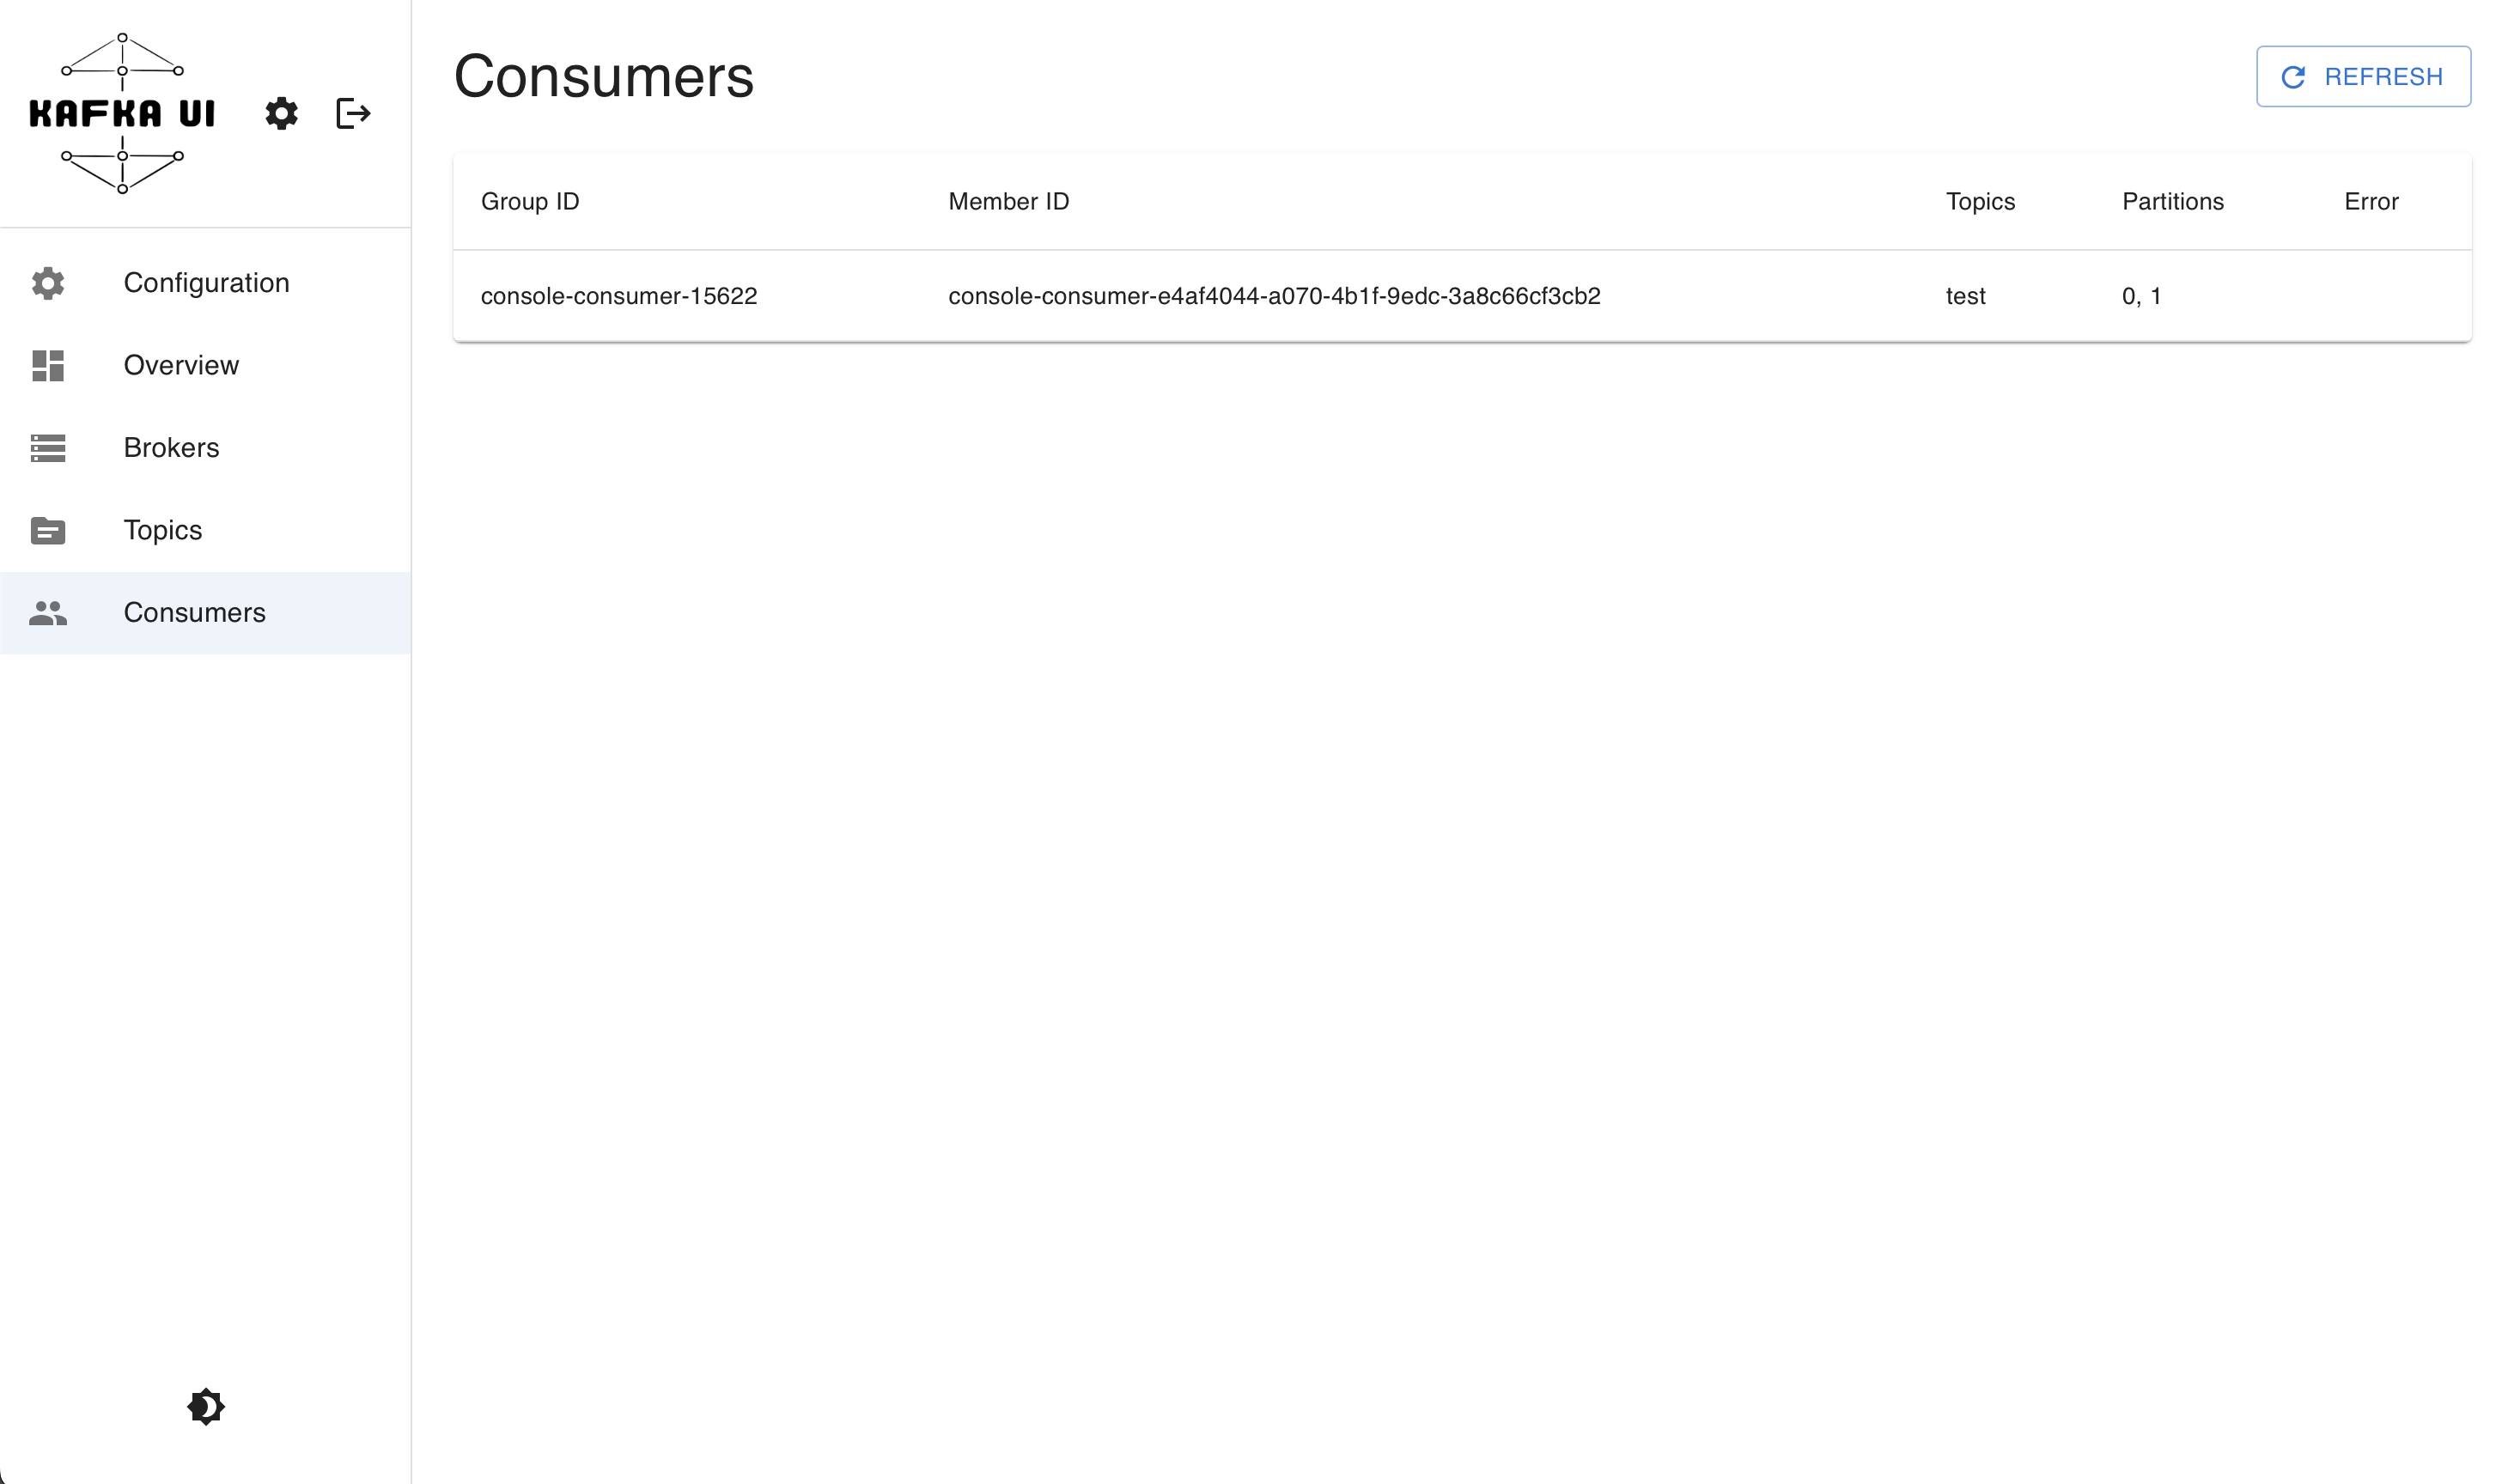 KAFKA UI
Configuration
Overview
Brokers
Topics
Consumers
Consumers
REFRESH
Group ID Member ID Topics Partitions Error
console-consumer-15622 console-consumer-e4af4044-a070-4b1f-9edc-3a8c66cf3cb2 test 0, 1